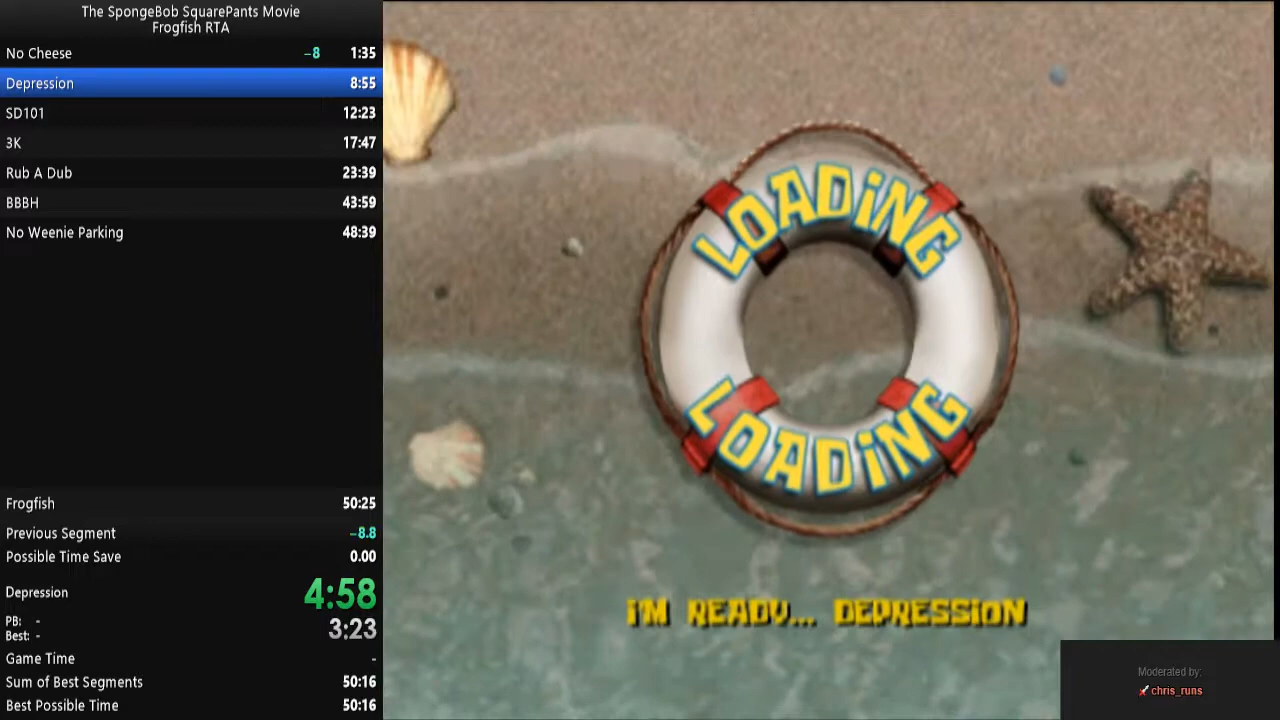 The SpongeBob SquarePants Movie
Frogfish RTA
No Cheese −8 1:35
Depression 8:55
SD101 12:23
3K 17:47
Rub A Dub 23:39
BBBH 43:59
No Weenie Parking 48:39
Frogfish 50:25
Previous Segment −8.8
Possible Time Save 0.00
Depression 4:58
PB: -
Best: - 3:23
Game Time -
Sum of Best Segments 50:16
Best Possible Time 50:16
LOADING
LOADING
I'M READY... DEPRESSION
Moderated by:
chris_runs